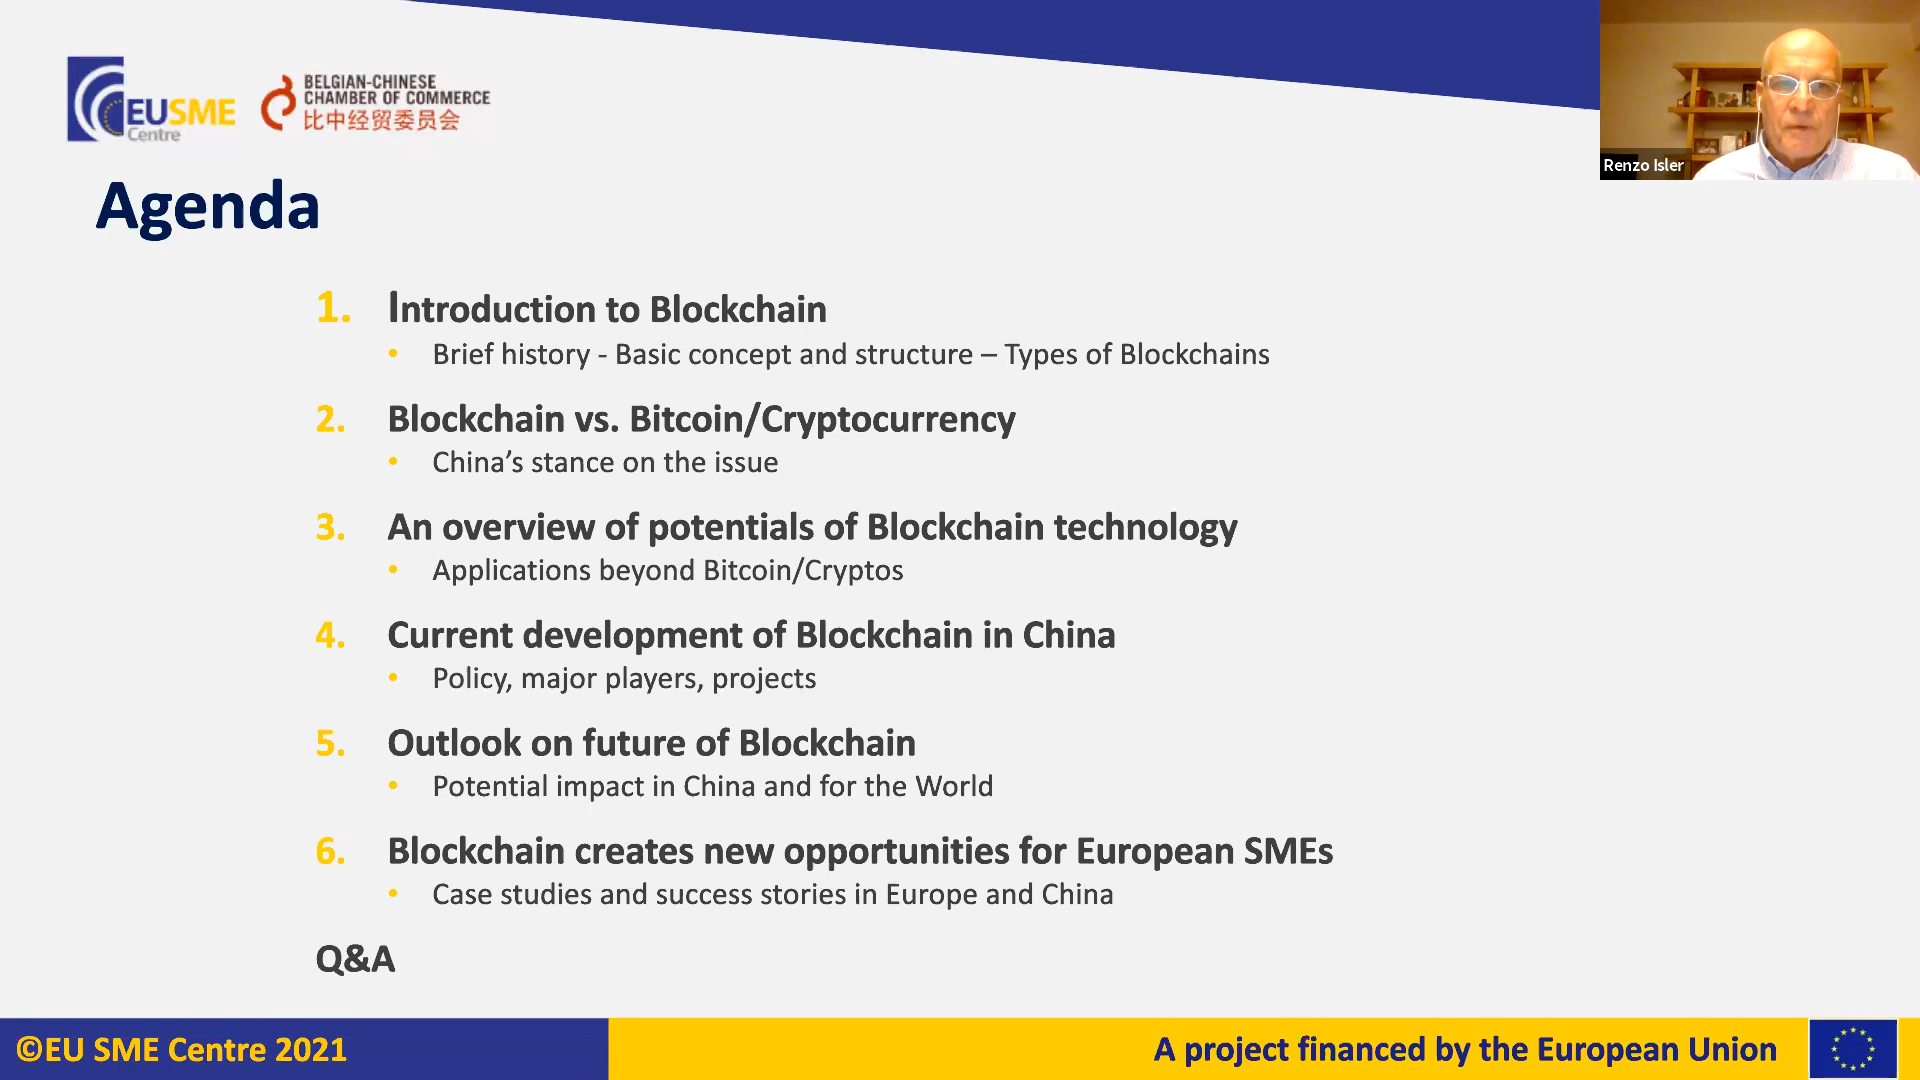 EUSME
Centre
BELGIAN-CHINESE
CHAMBER OF COMMERCE
比中经贸委员会
Renzo Isler
Agenda
1. Introduction to Blockchain
• Brief history - Basic concept and structure – Types of Blockchains
2. Blockchain vs. Bitcoin/Cryptocurrency
• China’s stance on the issue
3. An overview of potentials of Blockchain technology
• Applications beyond Bitcoin/Cryptos
4. Current development of Blockchain in China
• Policy, major players, projects
5. Outlook on future of Blockchain
• Potential impact in China and for the World
6. Blockchain creates new opportunities for European SMEs
• Case studies and success stories in Europe and China
Q&A
©EU SME Centre 2021
A project financed by the European Union